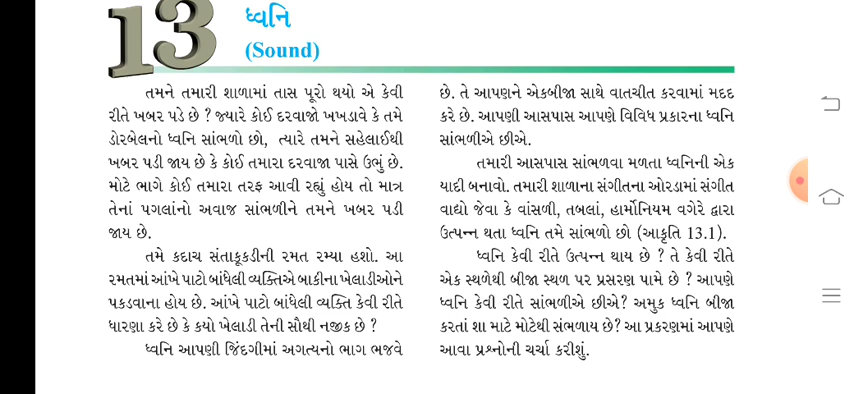 13
ધ્વનિ
(Sound)
તમને તમારી શાળામાં તાસ પૂરો થયો એ કેવી
રીતે ખબર પડે છે ? જ્યારે કોઈ દરવાજો ખખડાવે કે તમે
ડોરબેલનો ધ્વનિ સાંભળો છો, ત્યારે તમને સહેલાઈથી
ખબર પડી જાય છે કે કોઈ તમારા દરવાજા પાસે ઉભું છે.
મોટે ભાગે કોઈ તમારા તરફ આવી રહ્યું હોય તો માત્ર
તેનાં પગલાંનો અવાજ સાંભળીને તમને ખબર પડી
જાય છે.
તમે કદાચ સંતાકૂકડીની રમત રમ્યા હશો. આ
રમતમાં આંખે પાટો બાંધેલી વ્યક્તિએ બાકીના ખેલાડીઓને
પકડવાના હોય છે. આંખે પાટો બાંધેલી વ્યક્તિ કેવી રીતે
ધારણા કરે છે કે કયો ખેલાડી તેની સૌથી નજીક છે ?
ધ્વનિ આપણી જિંદગીમાં અગત્યનો ભાગ ભજવે
છે. તે આપણને એકબીજા સાથે વાતચીત કરવામાં મદદ
કરે છે. આપણી આસપાસ આપણે વિવિધ પ્રકારના ધ્વનિ
સાંભળીએ છીએ.
તમારી આસપાસ સાંભળવા મળતા ધ્વનિની એક
યાદી બનાવો. તમારી શાળાના સંગીતના ઓરડામાં સંગીત
વાદ્યો જેવા કે વાંસળી, તબલાં, હાર્મોનિયમ વગેરે દ્વારા
ઉત્પન્ન થતા ધ્વનિ તમે સાંભળો છો (આકૃતિ 13.1).
ધ્વનિ કેવી રીતે ઉત્પન્ન થાય છે ? તે કેવી રીતે
એક સ્થળેથી બીજા સ્થળ પર પ્રસરણ પામે છે ? આપણે
ધ્વનિ કેવી રીતે સાંભળીએ છીએ? અમુક ધ્વનિ બીજા
કરતાં શા માટે મોટેથી સંભળાય છે? આ પ્રકરણમાં આપણે
આવા પ્રશ્નોની ચર્ચા કરીશું.